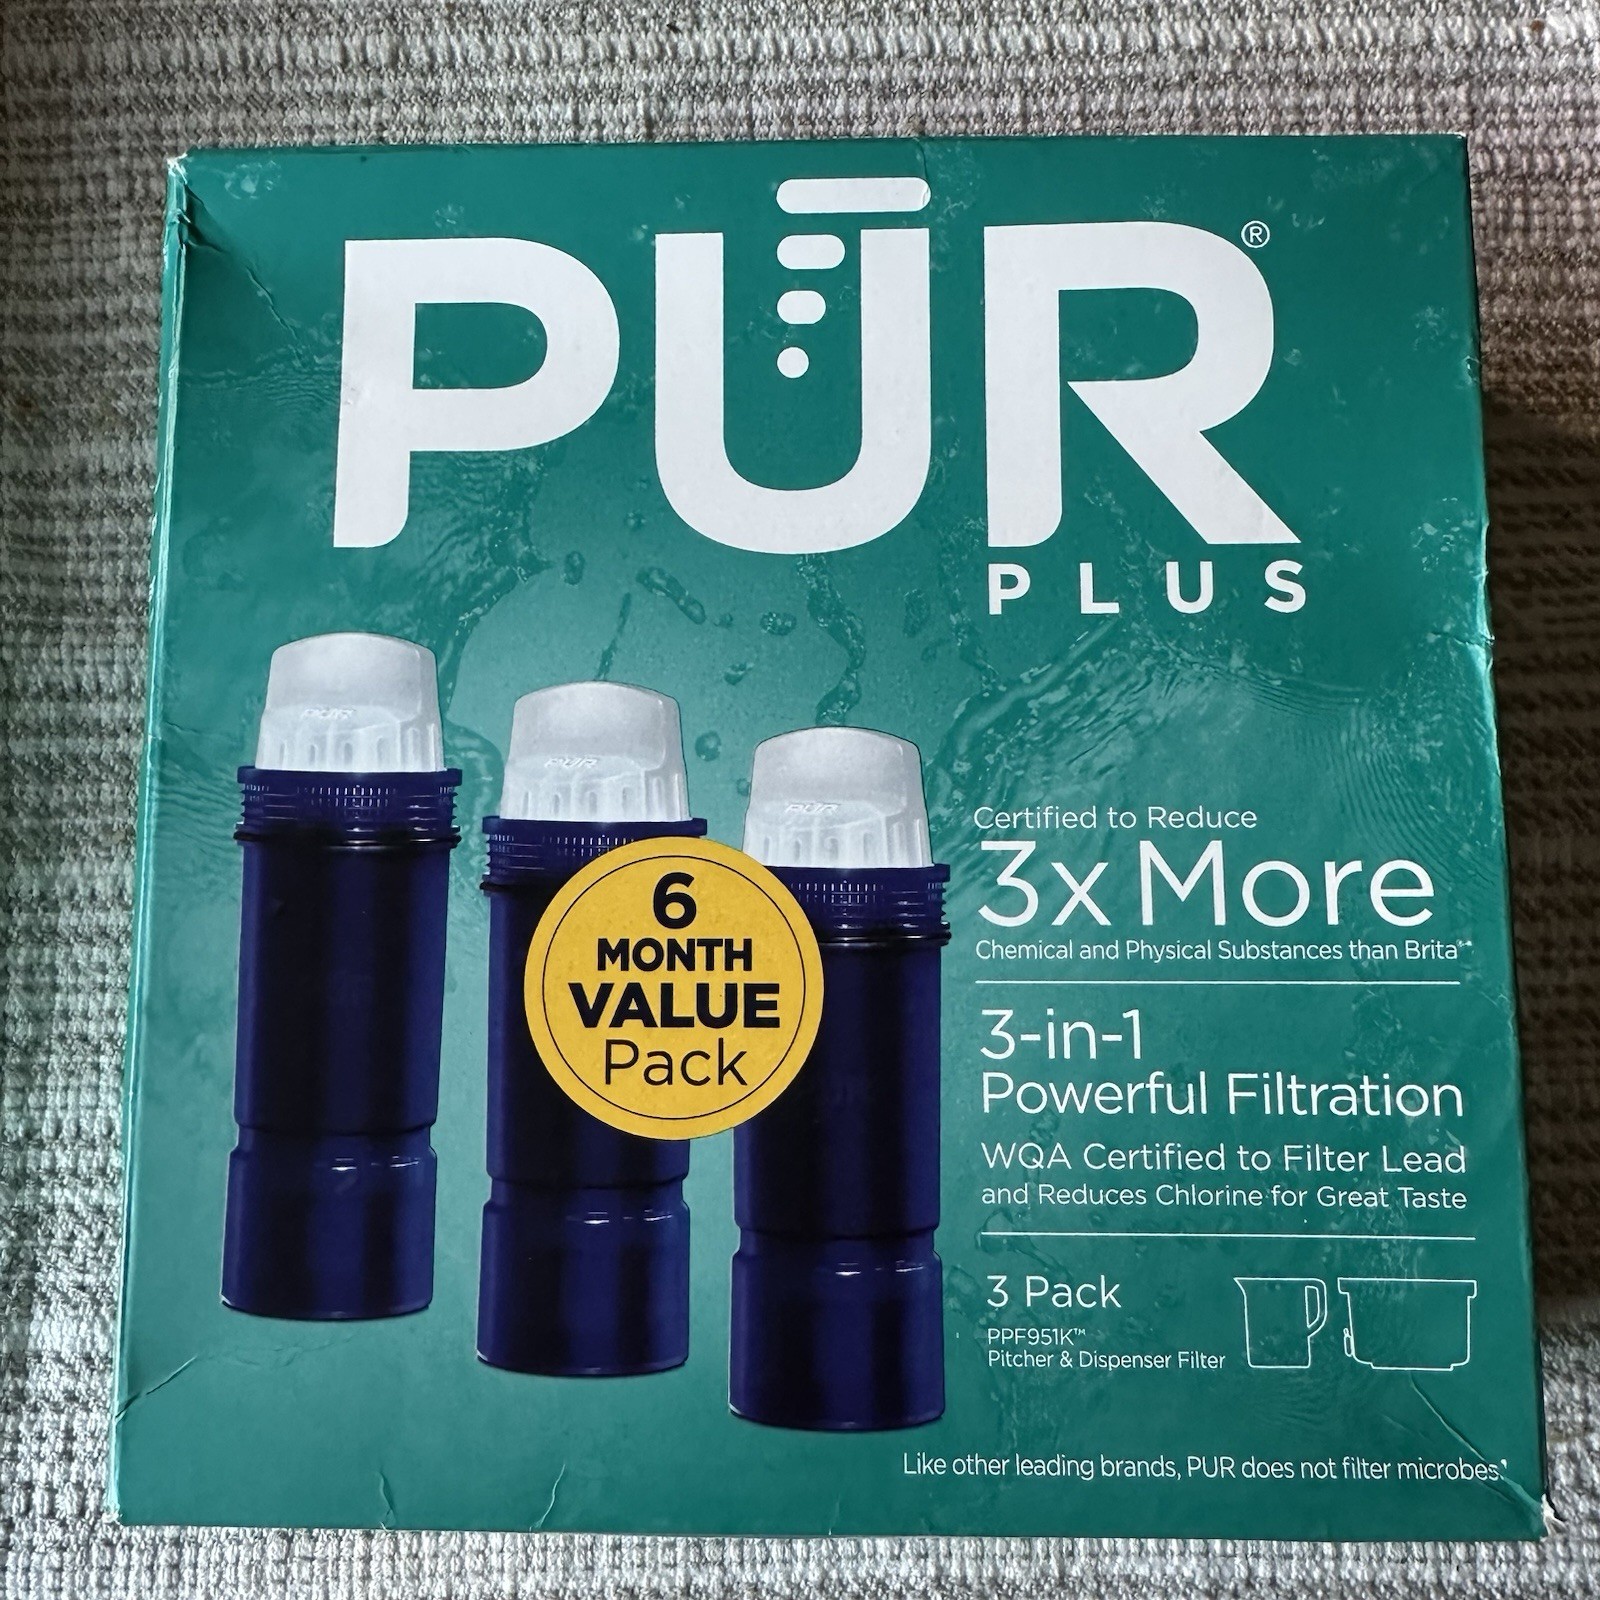 PŪR®
PLUS
PUR
PUR
PUR
6
MONTH
VALUE
Pack
Certified to Reduce
3x More
Chemical and Physical Substances than Brita**
3-in-1
Powerful Filtration
WQA Certified to Filter Lead
and Reduces Chlorine for Great Taste
3 Pack
PPF951K™
Pitcher & Dispenser Filter
Like other leading brands, PUR does not filter microbes.†